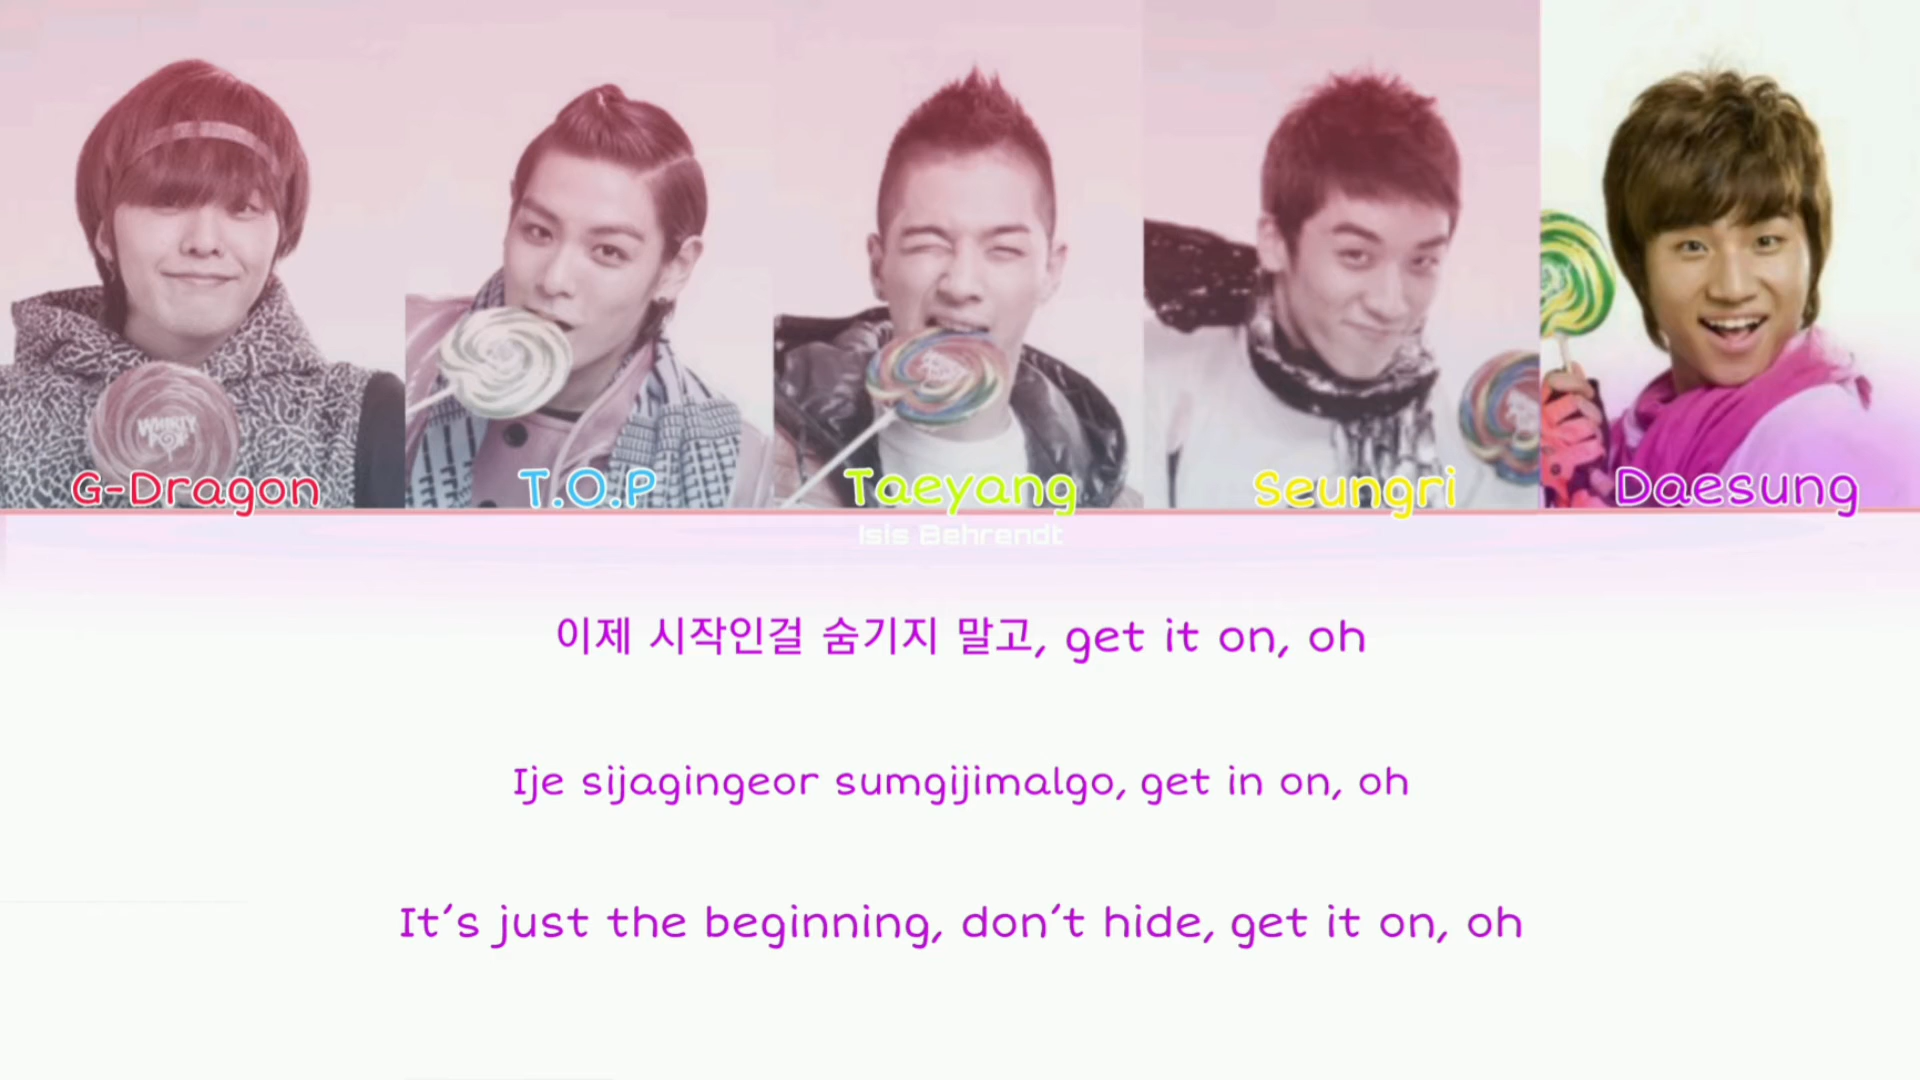 WHIRLY
POP
G-Dragon
T.O.P
Taeyang
Seungri
Daesung
Isis Behrendt
이제 시작인걸 숨기지 말고, get it on, oh
Ije sijagingeor sumgijimalgo, get in on, oh
It's just the beginning, don't hide, get it on, oh